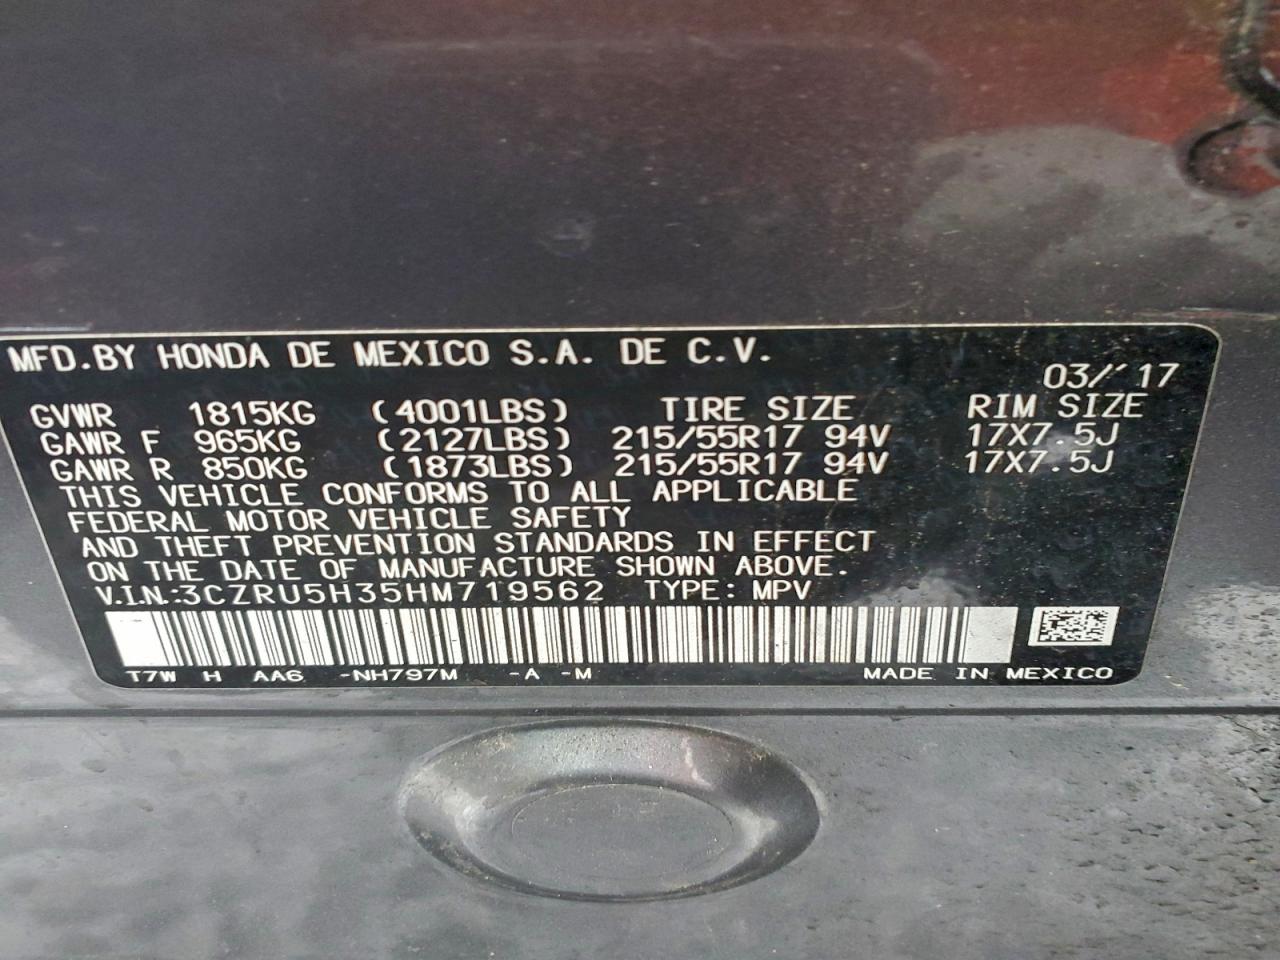 MFD.BY HONDA DE MEXICO S.A. DE C.V.
03/'17
GVWR 1815KG (4001LBS) TIRE SIZE RIM SIZE
GAWR F 965KG (2127LBS) 215/55R17 94V 17X7.5J
GAWR R 850KG (1873LBS) 215/55R17 94V 17X7.5J
THIS VEHICLE CONFORMS TO ALL APPLICABLE
FEDERAL MOTOR VEHICLE SAFETY
AND THEFT PREVENTION STANDARDS IN EFFECT
ON THE DATE OF MANUFACTURE SHOWN ABOVE.
V.I.N.:3CZRU5H35HM719562 TYPE: MPV
T7W H AA6 -NH797M -A -M MADE IN MEXICO